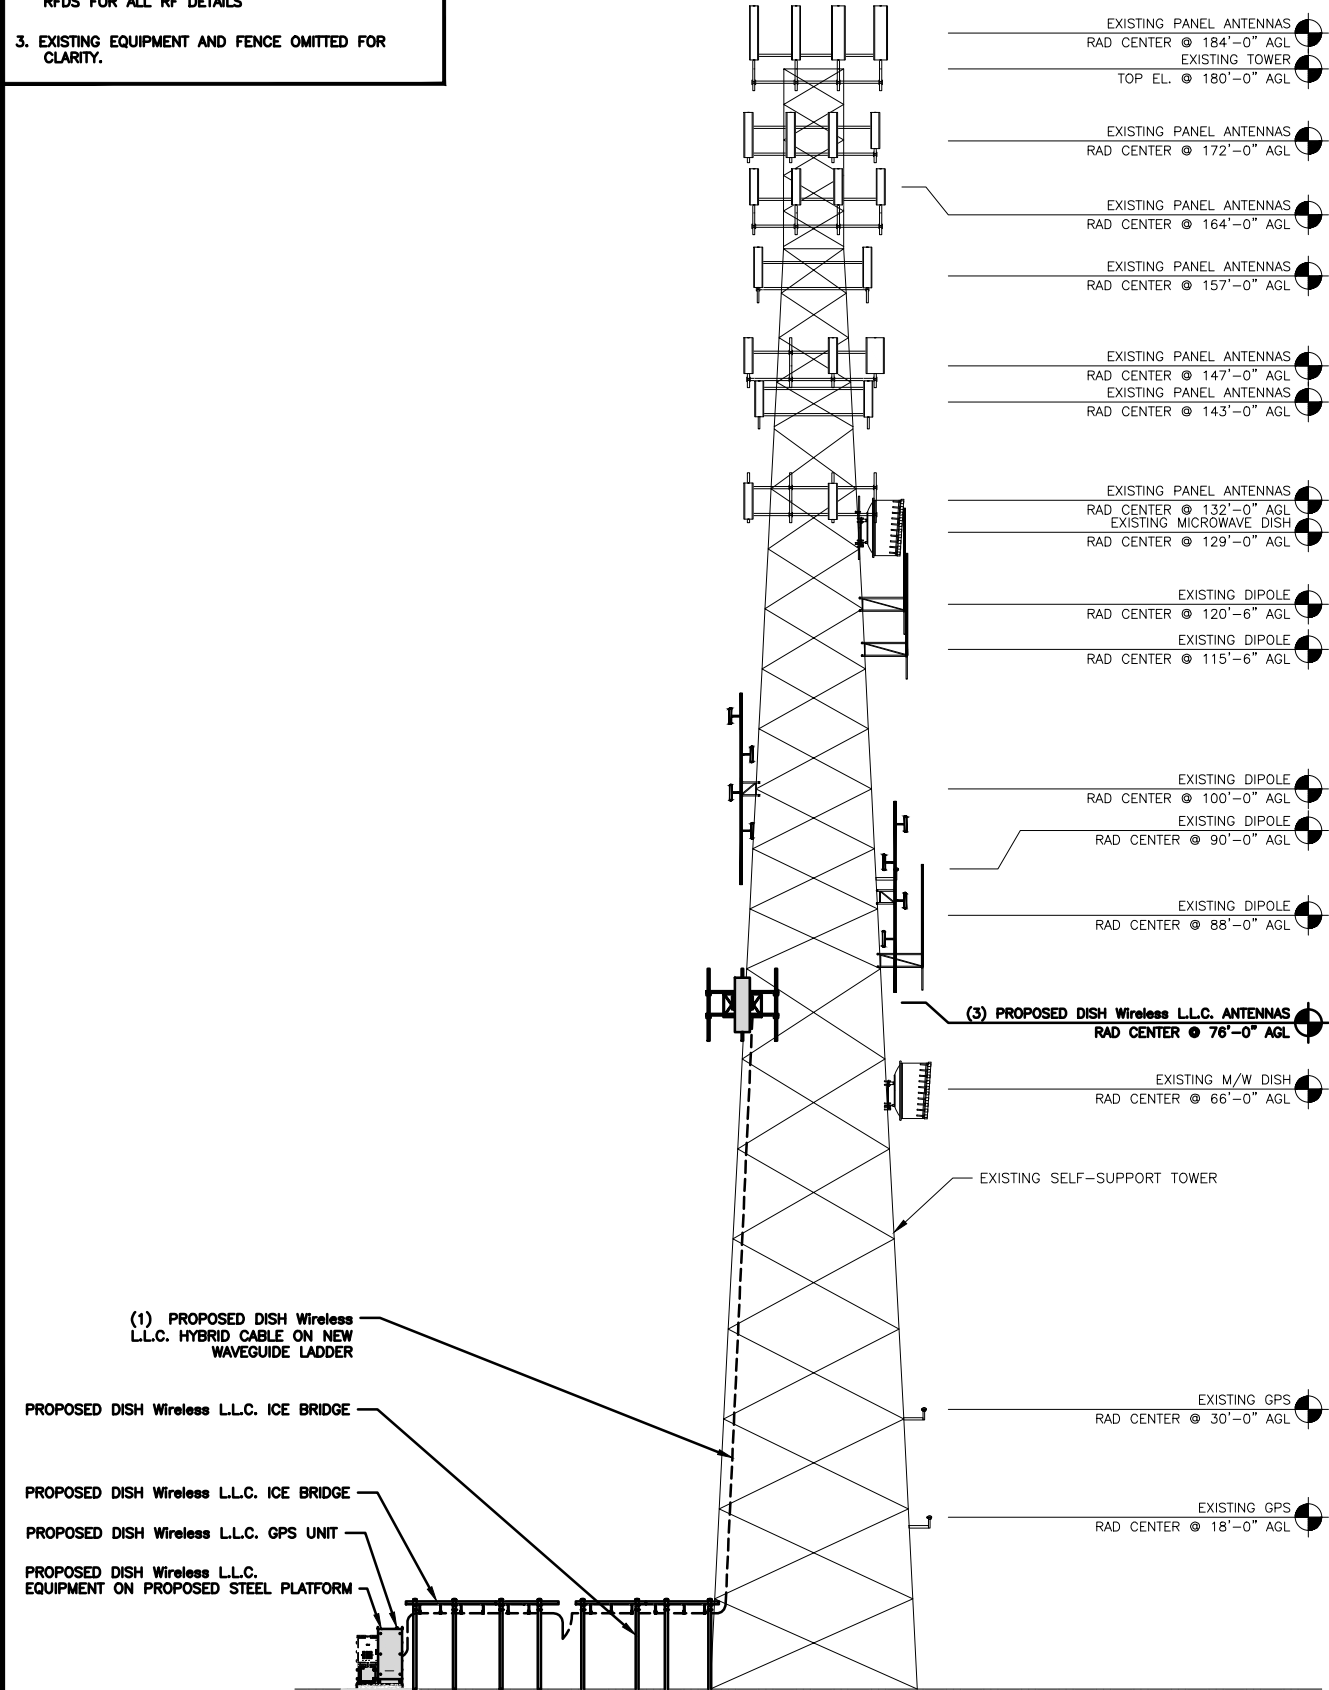 RFDS FOR ALL RF DETAILS
3. EXISTING EQUIPMENT AND FENCE OMITTED FOR
CLARITY.
EXISTING PANEL ANTENNAS
RAD CENTER @ 184'-0" AGL
EXISTING TOWER
TOP EL. @ 180'-0" AGL
EXISTING PANEL ANTENNAS
RAD CENTER @ 172'-0" AGL
EXISTING PANEL ANTENNAS
RAD CENTER @ 164'-0" AGL
EXISTING PANEL ANTENNAS
RAD CENTER @ 157'-0" AGL
EXISTING PANEL ANTENNAS
RAD CENTER @ 147'-0" AGL
EXISTING PANEL ANTENNAS
RAD CENTER @ 143'-0" AGL
EXISTING PANEL ANTENNAS
RAD CENTER @ 132'-0" AGL
EXISTING MICROWAVE DISH
RAD CENTER @ 129'-0" AGL
EXISTING DIPOLE
RAD CENTER @ 120'-6" AGL
EXISTING DIPOLE
RAD CENTER @ 115'-6" AGL
EXISTING DIPOLE
RAD CENTER @ 100'-0" AGL
EXISTING DIPOLE
RAD CENTER @ 90'-0" AGL
EXISTING DIPOLE
RAD CENTER @ 88'-0" AGL
(3) PROPOSED DISH Wireless L.L.C. ANTENNAS
RAD CENTER @ 76'-0" AGL
EXISTING M/W DISH
RAD CENTER @ 66'-0" AGL
EXISTING SELF-SUPPORT TOWER
(1) PROPOSED DISH Wireless
L.L.C. HYBRID CABLE ON NEW
WAVEGUIDE LADDER
PROPOSED DISH Wireless L.L.C. ICE BRIDGE
EXISTING GPS
RAD CENTER @ 30'-0" AGL
PROPOSED DISH Wireless L.L.C. ICE BRIDGE
PROPOSED DISH Wireless L.L.C. GPS UNIT
EXISTING GPS
RAD CENTER @ 18'-0" AGL
PROPOSED DISH Wireless L.L.C.
EQUIPMENT ON PROPOSED STEEL PLATFORM